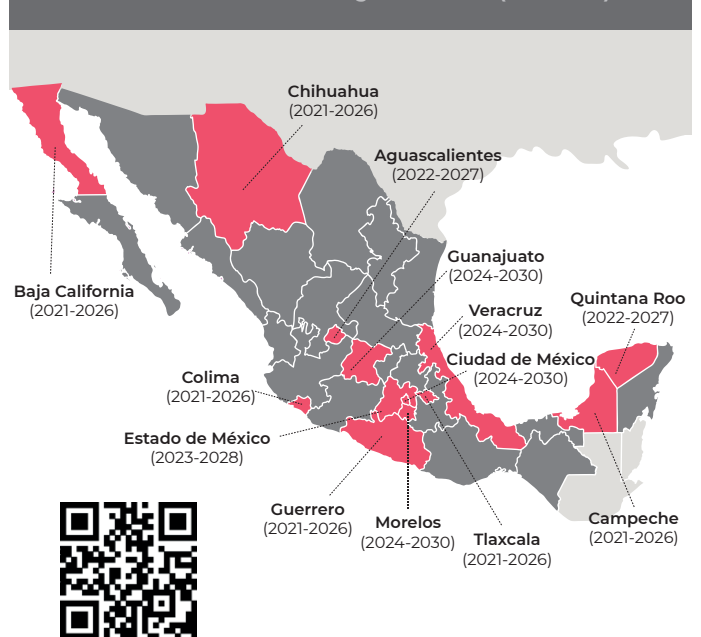 Chihuahua
(2021-2026)
Aguascalientes
(2022-2027)
Guanajuato
(2024-2030)
Baja California
(2021-2026)
Veracruz
(2024-2030)
Quintana Roo
(2022-2027)
Ciudad de México
(2024-2030)
Colima
(2021-2026)
Estado de México
(2023-2028)
Guerrero
(2021-2026)
Morelos
(2024-2030)
Tlaxcala
(2021-2026)
Campeche
(2021-2026)